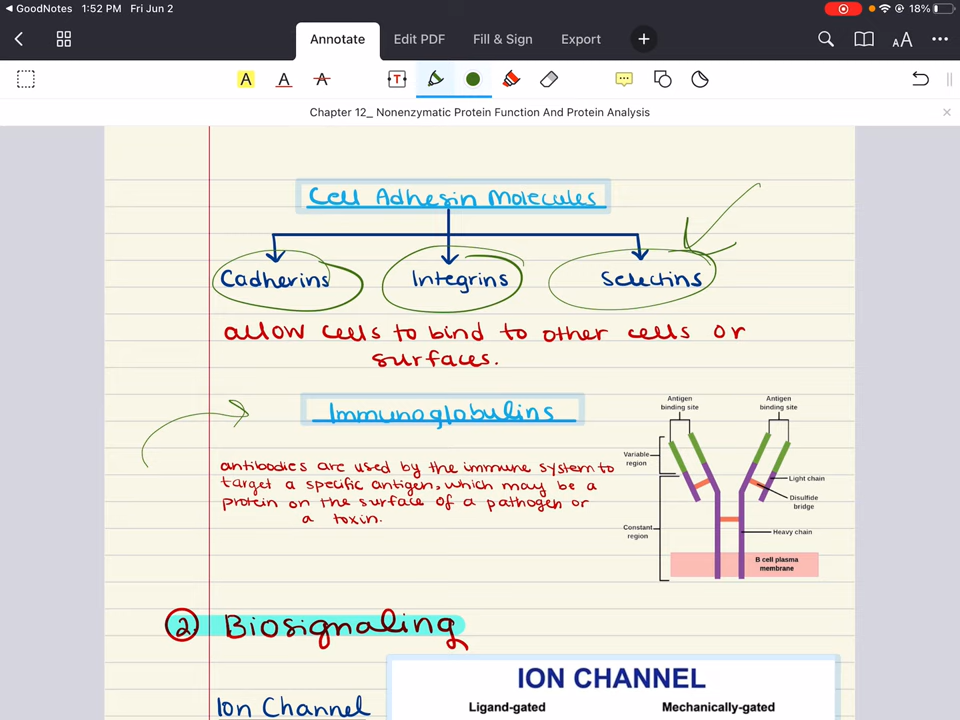 GoodNotes 1:52 PM Fri Jun 2 18%
Annotate Edit PDF Fill & Sign Export
A A A T AA
Chapter 12_ Nonenzymatic Protein Function And Protein Analysis
Cell Adhesin Molecules
Cadherins Integrins Selectins
allow cells to bind to other cells or
surfaces.
Immunoglobulins
antibodies are used by the immune system to
target a specific antigen, which may be a
protein on the surface of a pathogen or
a toxin.
Antigen
binding site
Antigen
binding site
Variable
region
Light chain
Disulfide
bridge
Constant
region
Heavy chain
B cell plasma
membrane
2 Biosignaling
Ion Channel
ION CHANNEL
Ligand-gated Mechanically-gated